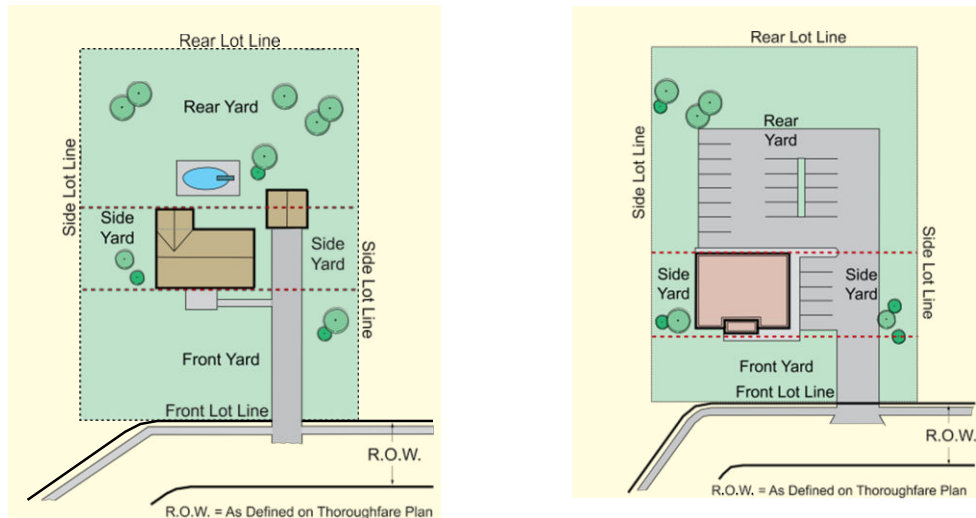 Rear Lot Line
Rear Yard
Side Lot Line
Side
Yard
Side
Yard
Side Lot Line
Front Yard
Front Lot Line
R.O.W.
R.O.W. = As Defined on Thoroughfare Plan
Rear Lot Line
Rear
Yard
Side Lot Line
Side
Yard
Side
Yard
Side Lot Line
Front Yard
Front Lot Line
R.O.W.
R.O.W. = As Defined on Thoroughfare Plan